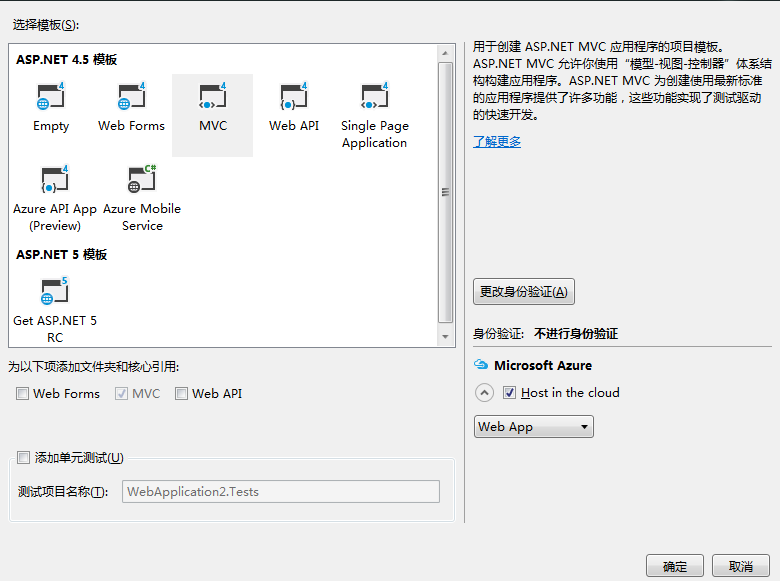 选择模板(S):
ASP.NET 4.5 模板
4 4 4 4 4
Empty Web Forms MVC Web API Single Page
Application
4 C#
Azure API App Azure Mobile
(Preview) Service
ASP.NET 5 模板
5
Get ASP.NET 5
RC
用于创建 ASP.NET MVC 应用程序的项目模板。
ASP.NET MVC 允许你使用“模型-视图-控制器”体系结
构构建应用程序。ASP.NET MVC 为创建使用最新标准
的应用程序提供了许多功能，这些功能实现了测试驱动
的快速开发。
了解更多
更改身份验证(A)
身份验证: 不进行身份验证
Microsoft Azure
Host in the cloud
Web App
为以下项添加文件夹和核心引用:
Web Forms MVC Web API
添加单元测试(U)
测试项目名称(T): WebApplication2.Tests
确定 取消